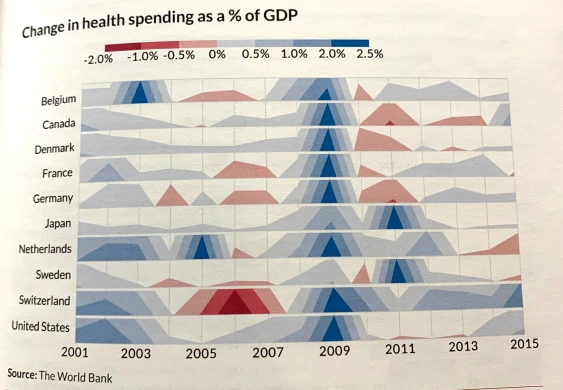 Change in health spending as a % of GDP
-2.0% -1.0% -0.5% 0% 0.5% 1.0% 2.0% 2.5%
Belgium
Canada
Denmark
France
Germany
Japan
Netherlands
Sweden
Switzerland
United States
2001 2003 2005 2007 2009 2011 2013 2015
Source: The World Bank